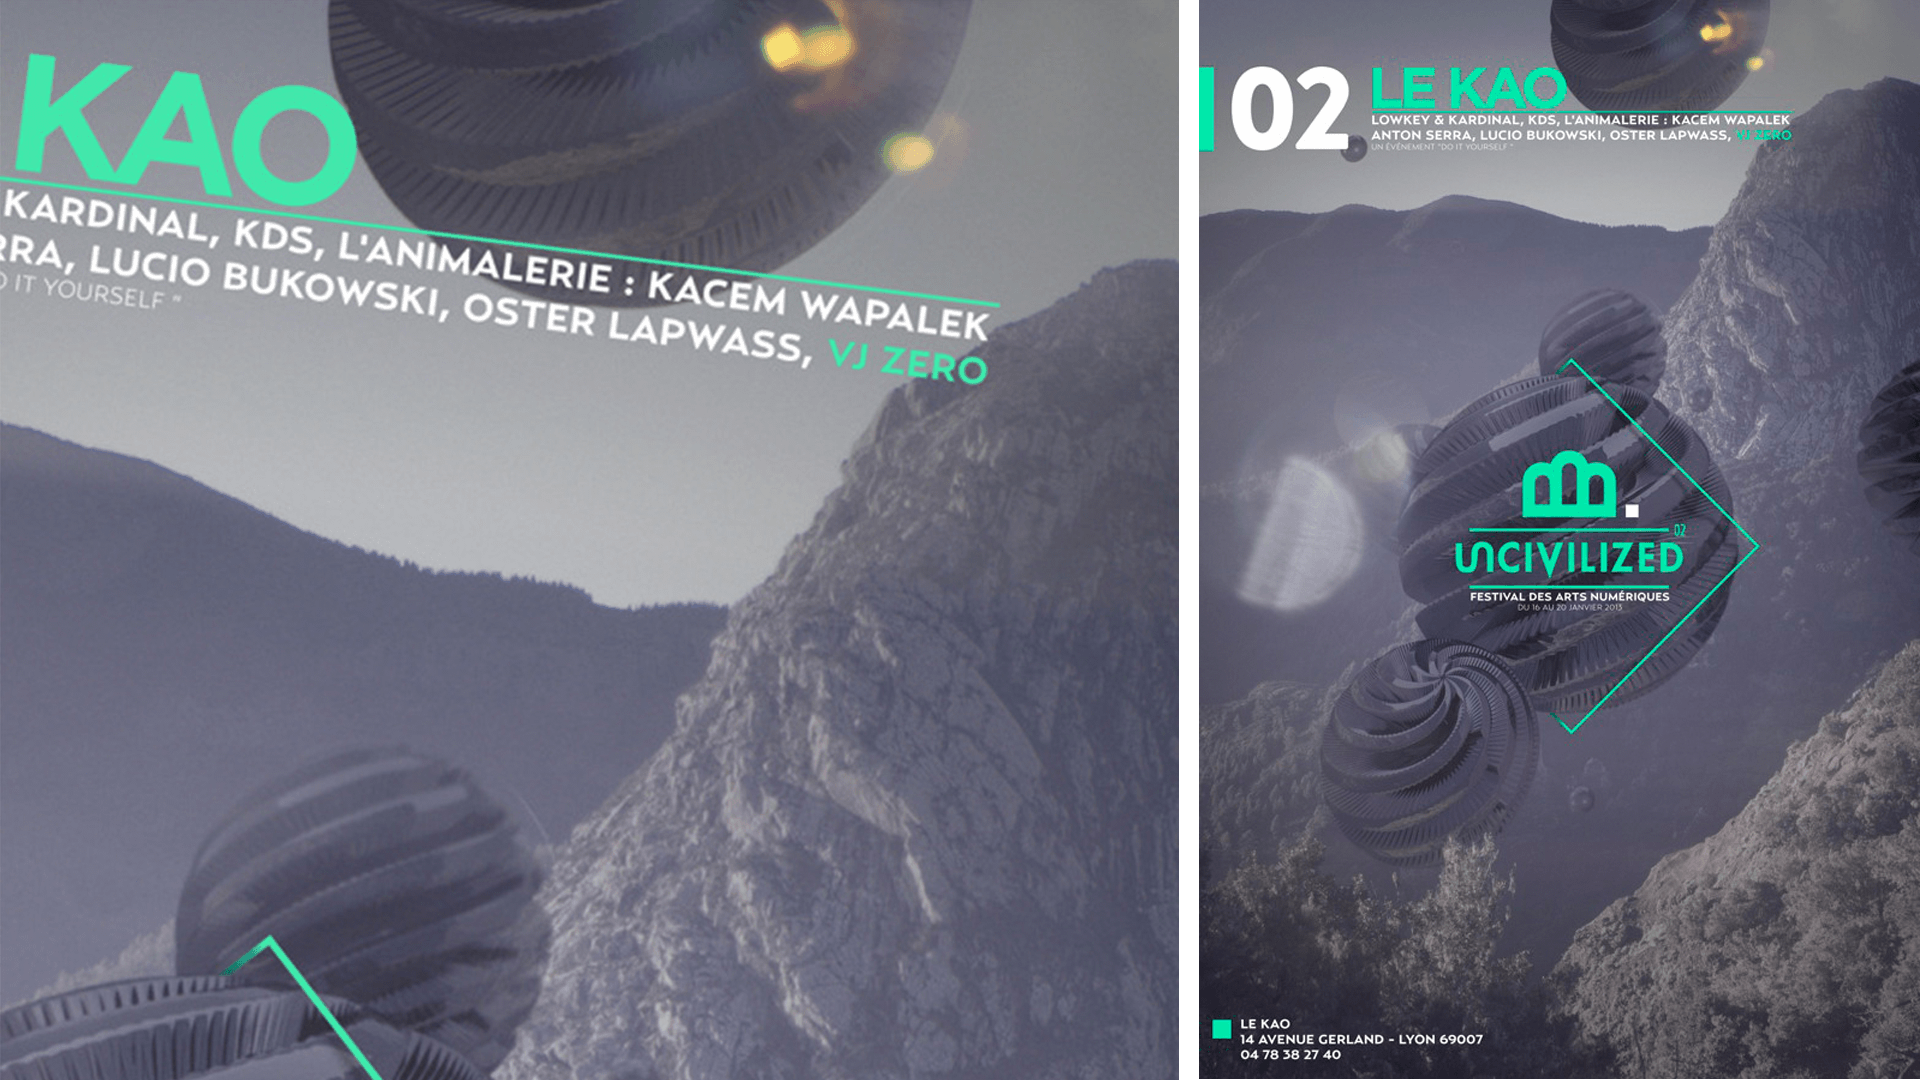 KAO
KARDINAL, KDS, L'ANIMALERIE : KACEM WAPALEK
RRA, LUCIO BUKOWSKI, OSTER LAPWASS, VJ ZERO
O IT YOURSELF "
02
LE KAO
LOWKEY & KARDINAL, KDS, L'ANIMALERIE : KACEM WAPALEK
ANTON SERRA, LUCIO BUKOWSKI, OSTER LAPWASS, VJ ZERO
UN ÉVÉNEMENT "DO IT YOURSELF "
02
UNCIVILIZED
FESTIVAL DES ARTS NUMÉRIQUES
DU 16 AU 20 JANVIER 2013
LE KAO
14 AVENUE GERLAND - LYON 69007
04 78 38 27 40